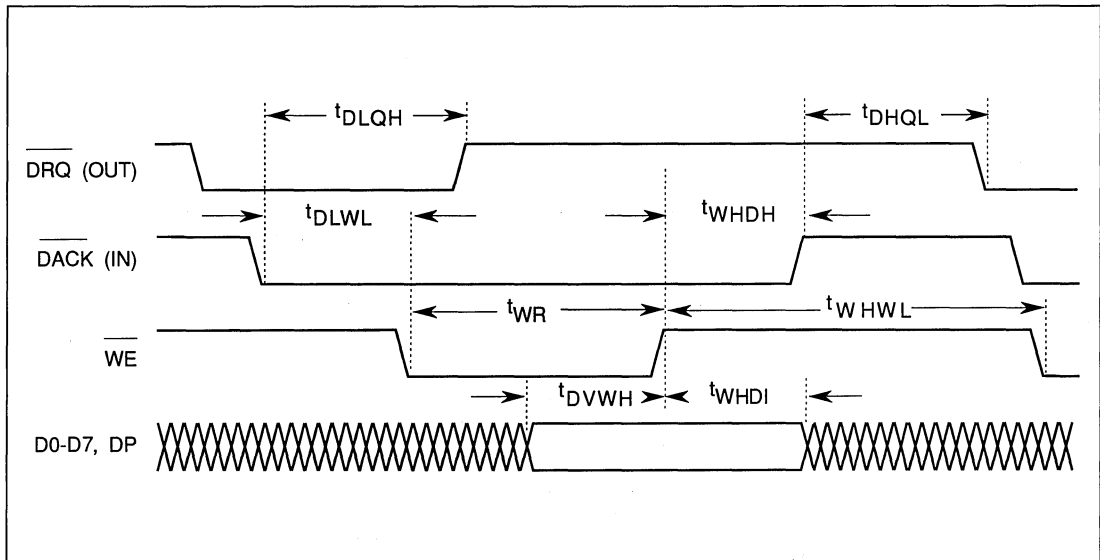 tDLQH
tDHQL
DRQ (OUT)
tDLWL
tWHDH
DACK (IN)
tWR
tWHWL
WE
tDVWH
tWHDI
D0-D7, DP